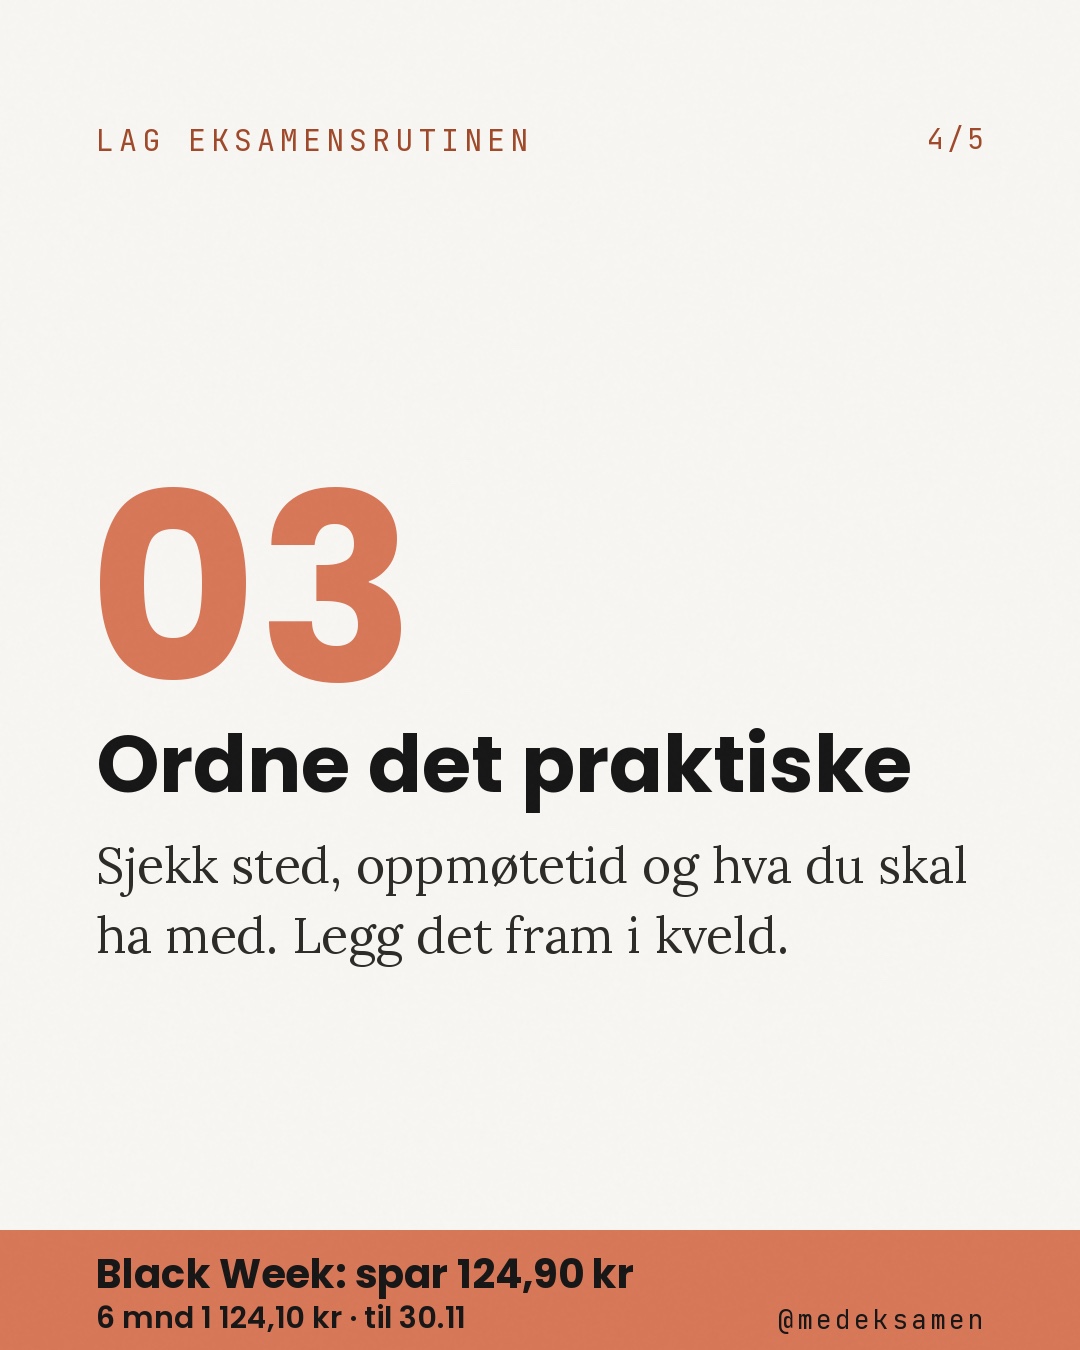 LAG EKSAMENSRUTINEN
4/5
03
Ordne det praktiske
Sjekk sted, oppmøtetid og hva du skal
ha med. Legg det fram i kveld.
Black Week: spar 124,90 kr
6 mnd 1 124,10 kr · til 30.11
@medeksamen